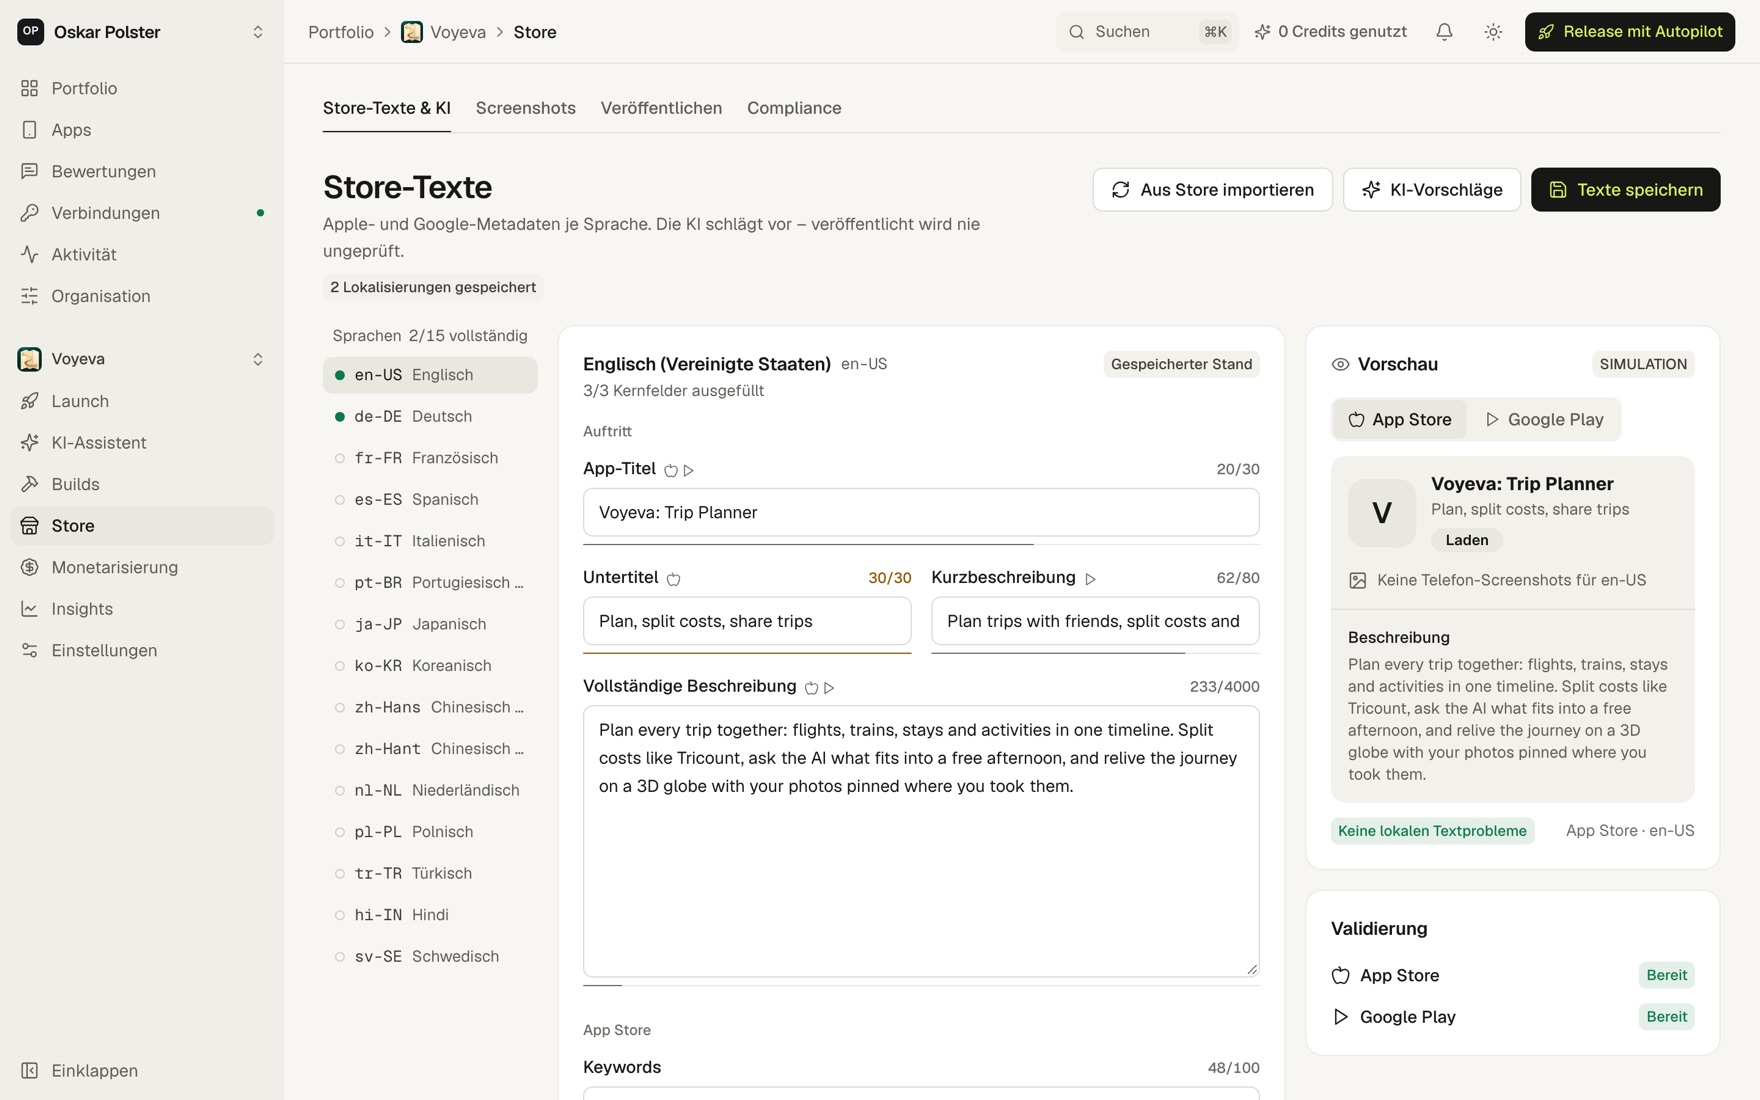 OP Oskar Polster
Portfolio
Apps
Bewertungen
Verbindungen
Aktivität
Organisation
Voyeva
Launch
KI-Assistent
Builds
Store
Monetarisierung
Insights
Einstellungen
Einklappen
Portfolio > Voyeva > Store
Suchen ⌘K
0 Credits genutzt
Release mit Autopilot
Store-Texte & KI
Screenshots
Veröffentlichen
Compliance
Store-Texte
Apple- und Google-Metadaten je Sprache. Die KI schlägt vor – veröffentlicht wird nie
ungeprüft.
2 Lokalisierungen gespeichert
Aus Store importieren
KI-Vorschläge
Texte speichern
Sprachen 2/15 vollständig
en-US Englisch
de-DE Deutsch
fr-FR Französisch
es-ES Spanisch
it-IT Italienisch
pt-BR Portugiesisch …
ja-JP Japanisch
ko-KR Koreanisch
zh-Hans Chinesisch …
zh-Hant Chinesisch …
nl-NL Niederländisch
pl-PL Polnisch
tr-TR Türkisch
hi-IN Hindi
sv-SE Schwedisch
Englisch (Vereinigte Staaten) en-US
Gespeicherter Stand
3/3 Kernfelder ausgefüllt
Auftritt
App-Titel 20/30
Voyeva: Trip Planner
Untertitel 30/30
Plan, split costs, share trips
Kurzbeschreibung 62/80
Plan trips with friends, split costs and
Vollständige Beschreibung 233/4000
Plan every trip together: flights, trains, stays and activities in one timeline. Split
costs like Tricount, ask the AI what fits into a free afternoon, and relive the journey
on a 3D globe with your photos pinned where you took them.
App Store
Keywords 48/100
Vorschau SIMULATION
App Store
Google Play
V
Voyeva: Trip Planner
Plan, split costs, share trips
Laden
Keine Telefon-Screenshots für en-US
Beschreibung
Plan every trip together: flights, trains, stays
and activities in one timeline. Split costs like
Tricount, ask the AI what fits into a free
afternoon, and relive the journey on a 3D
globe with your photos pinned where you
took them.
Keine lokalen Textprobleme
App Store · en-US
Validierung
App Store Bereit
Google Play Bereit